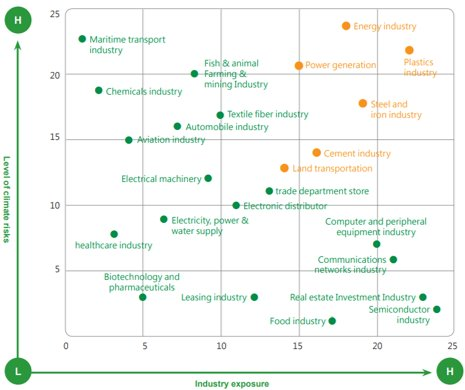 H
25
20
15
10
5
Level of climate risks
Maritime transport
industry
Energy industry
Fish & animal
Farming &
mining Industry
Power generation
Plastics
industry
Chemicals industry
Steel and
iron industry
Textile fiber industry
Automobile industry
Aviation industry
Cement industry
Land transportation
Electrical machinery
trade department store
Electronic distributor
Electricity, power &
water supply
Computer and peripheral
equipment industry
healthcare industry
Communications
networks industry
Biotechnology and
pharmaceuticals
Leasing industry
Real estate Investment Industry
Semiconductor
industry
Food industry
0
5
10
15
20
25
L
Industry exposure
H